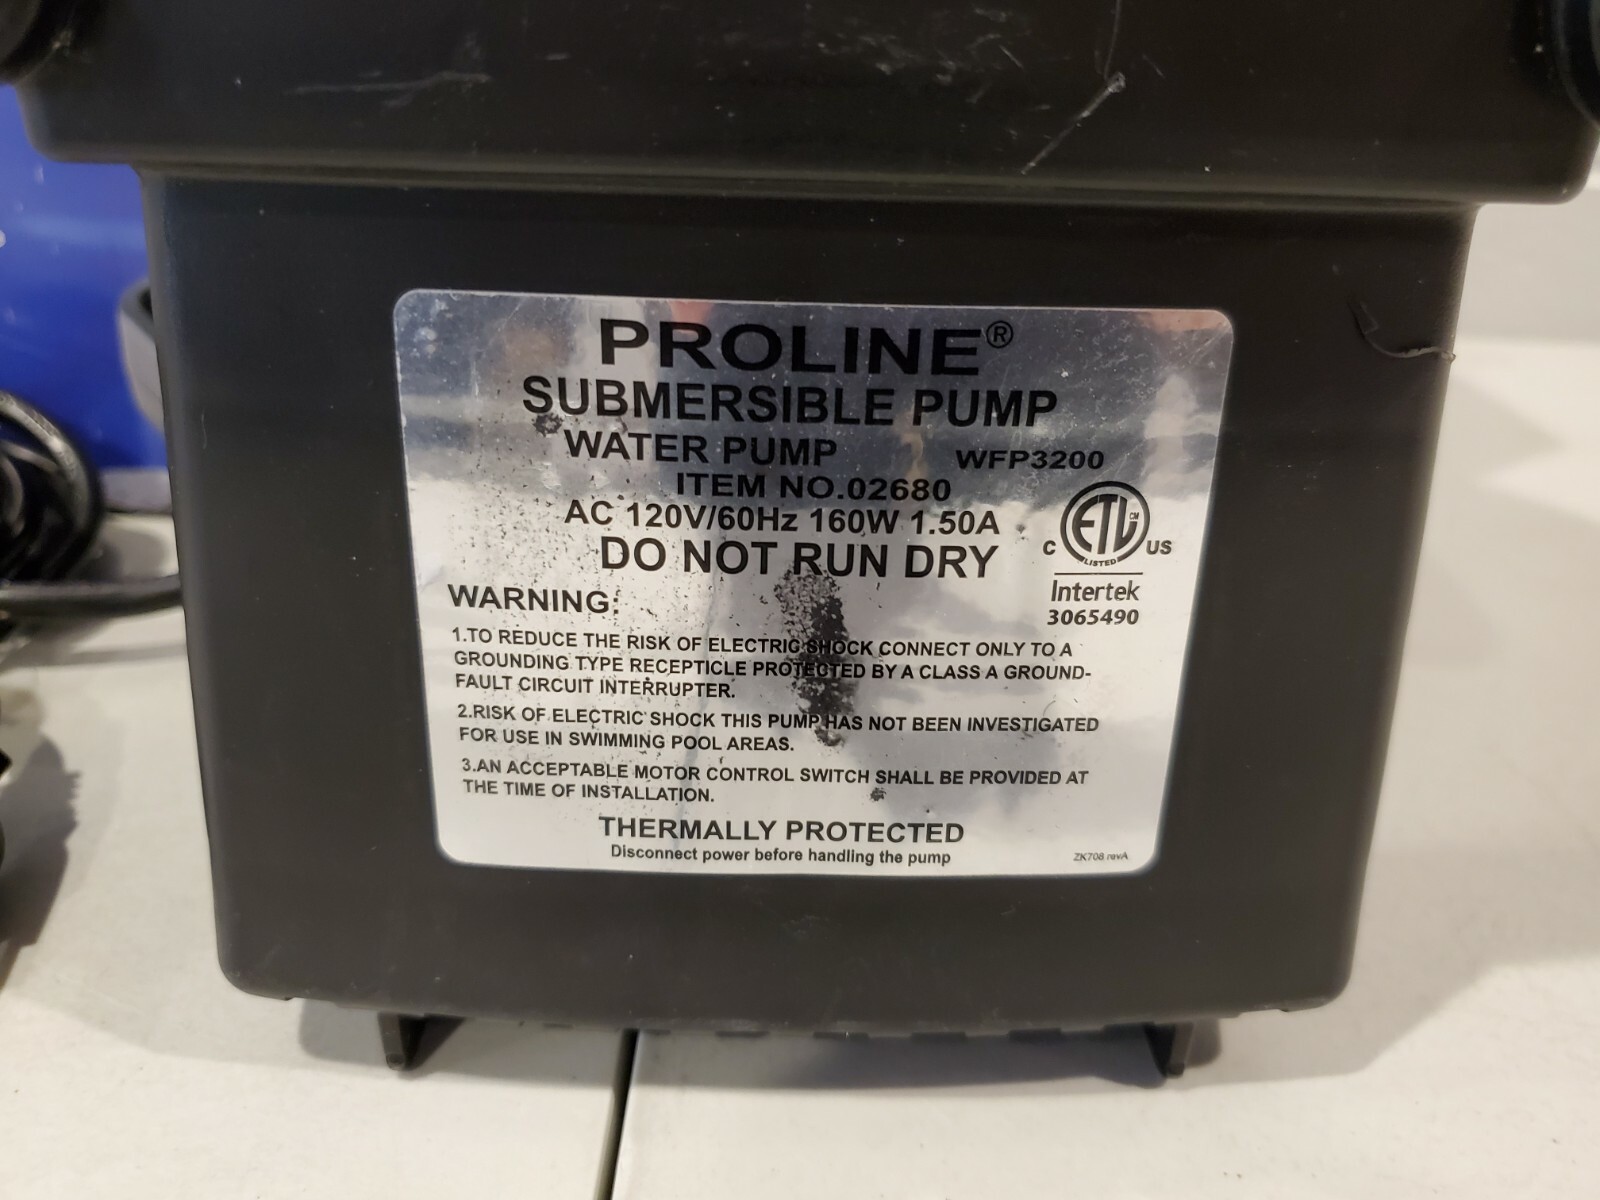 PROLINE®
SUBMERSIBLE PUMP
WATER PUMP WFP3200
ITEM NO.02680
AC 120V/60Hz 160W 1.50A
DO NOT RUN DRY
C ETL CM US
LISTED
Intertek
3065490
WARNING:
1.TO REDUCE THE RISK OF ELECTRIC SHOCK CONNECT ONLY TO A
GROUNDING TYPE RECEPTICLE PROTECTED BY A CLASS A GROUND-
FAULT CIRCUIT INTERRUPTER.
2.RISK OF ELECTRIC SHOCK THIS PUMP HAS NOT BEEN INVESTIGATED
FOR USE IN SWIMMING POOL AREAS.
3.AN ACCEPTABLE MOTOR CONTROL SWITCH SHALL BE PROVIDED AT
THE TIME OF INSTALLATION.
THERMALLY PROTECTED
Disconnect power before handling the pump
ZK708 revA